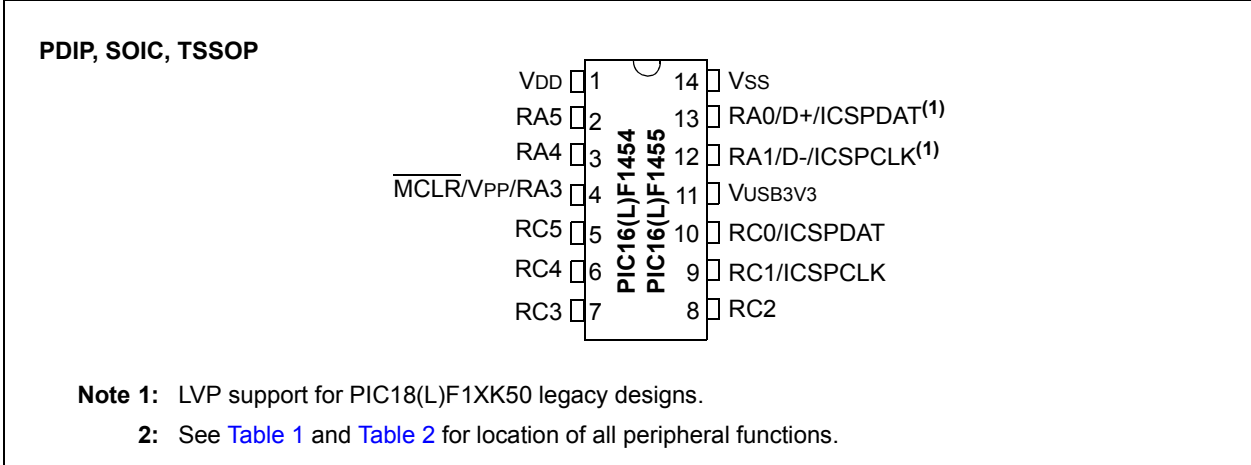 PDIP, SOIC, TSSOP
VDD 1 14 VSS
RA5 2 13 RA0/D+/ICSPDAT(1)
RA4 3 12 RA1/D-/ICSPCLK(1)
MCLR/VPP/RA3 4 11 VUSB3V3
RC5 5 10 RC0/ICSPDAT
RC4 6 9 RC1/ICSPCLK
RC3 7 8 RC2
PIC16(L)F1454
PIC16(L)F1455
Note 1: LVP support for PIC18(L)F1XK50 legacy designs.
2: See Table 1 and Table 2 for location of all peripheral functions.